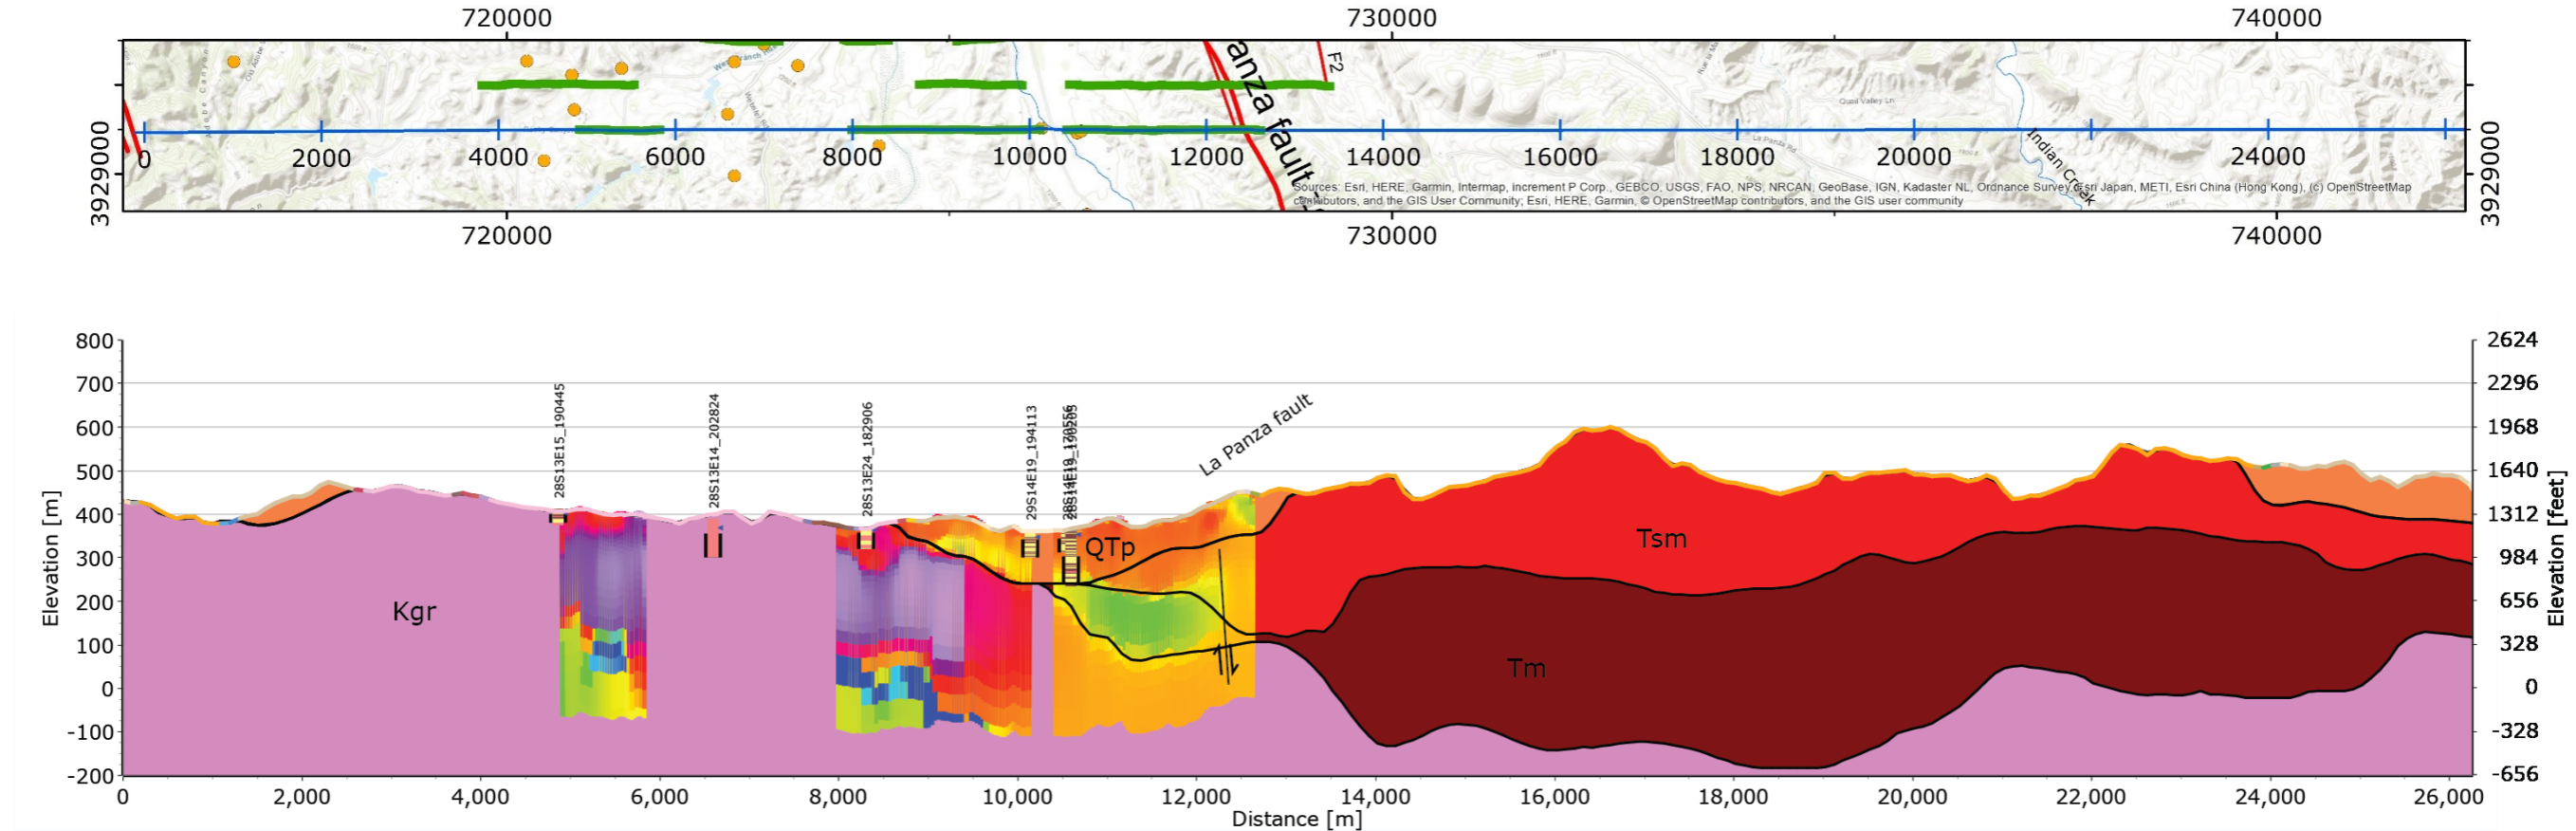 720000 730000 740000
anza fault
F2
Indian Creek
Quail Valley Ln
La Panza Rd
3929000 3929000
0 2000 4000 6000 8000 10000 12000 14000 16000 18000 20000 24000
Sources: Esri, HERE, Garmin, Intermap, increment P Corp., GEBCO, USGS, FAO, NPS, NRCAN, GeoBase, IGN, Kadaster NL, Ordnance Survey, Esri Japan, METI, Esri China (Hong Kong), (c) OpenStreetMap
contributors, and the GIS User Community; Esri, HERE, Garmin, © OpenStreetMap contributors, and the GIS user community
720000 730000 740000
800 2624
700 2296
600 1968
500 1640
400 1312
300 984
200 656
100 328
0 0
-100 -328
-200 -656
Elevation [m]
Elevation [feet]
28S13E15_190445
28S13E14_202824
28S13E24_182906
29S14E19_194113
La Panza fault
QTp
Tsm
Kgr
Tm
0 2,000 4,000 6,000 8,000 10,000 12,000 14,000 16,000 18,000 20,000 22,000 24,000 26,000
Distance [m]